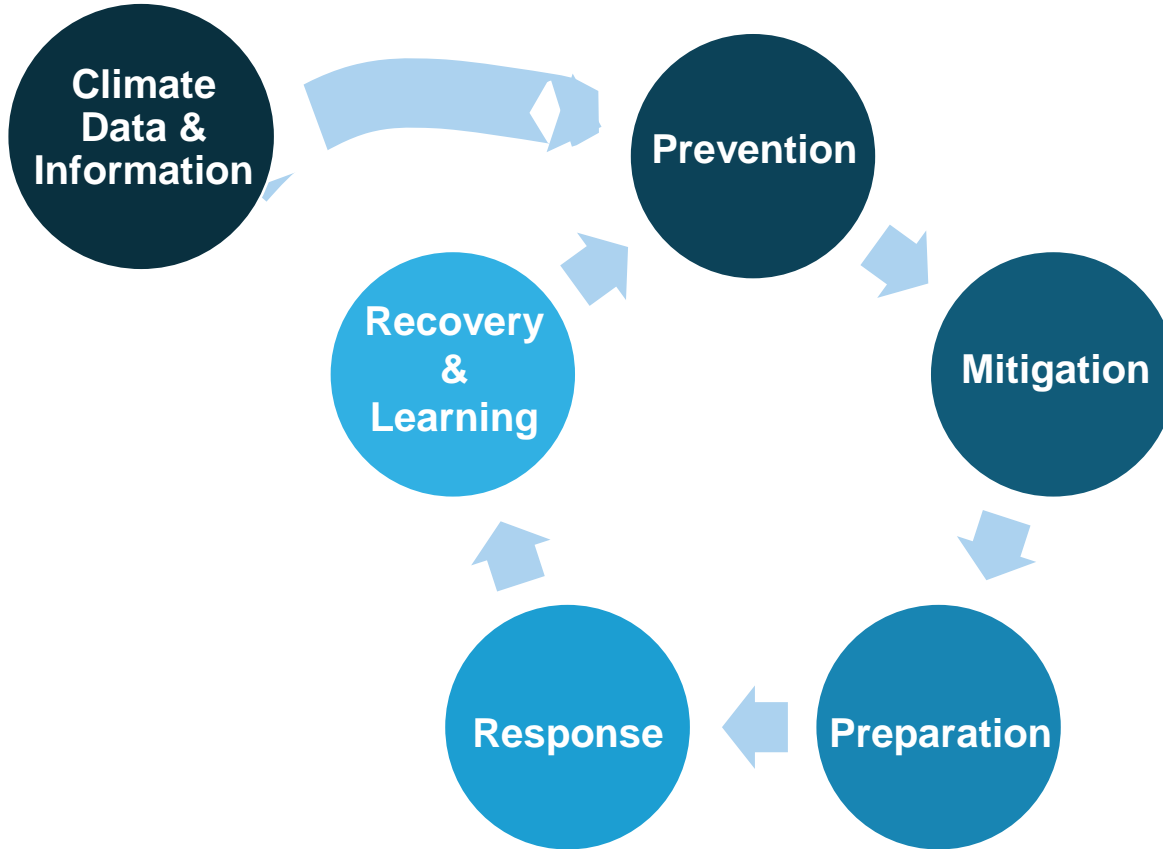 Climate
Data &
Information
Prevention
Mitigation
Preparation
Response
Recovery
&
Learning